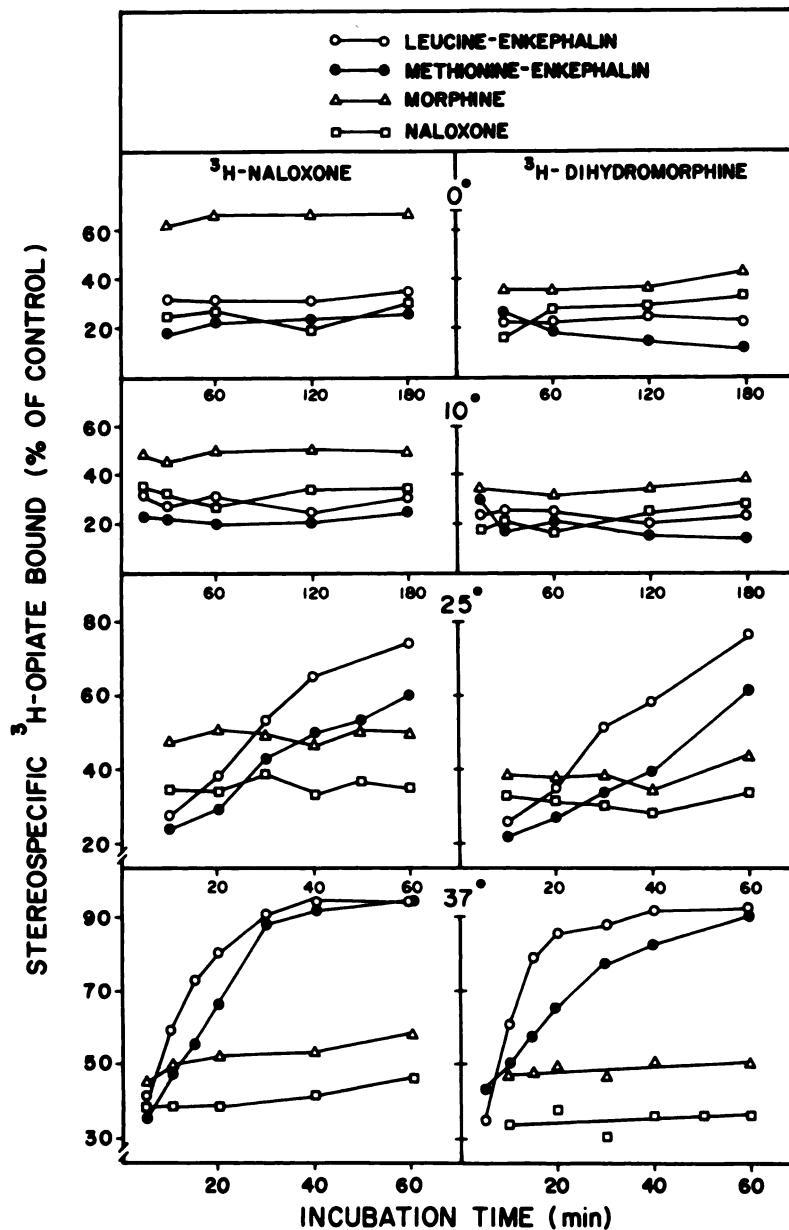 LEUCINE-ENKEPHALIN
METHIONINE-ENKEPHALIN
MORPHINE
NALOXONE
³H-NALOXONE
³H-DIHYDROMORPHINE
0°
60
40
20
60 120 180 60 120 180
10°
60
40
20
60 120 180 60 120 180
25°
80
60
40
20
20 40 60 20 40 60
37°
90
70
50
30
20 40 60 20 40 60
STEREOSPECIFIC ³H-OPIATE BOUND (% OF CONTROL)
INCUBATION TIME (min)